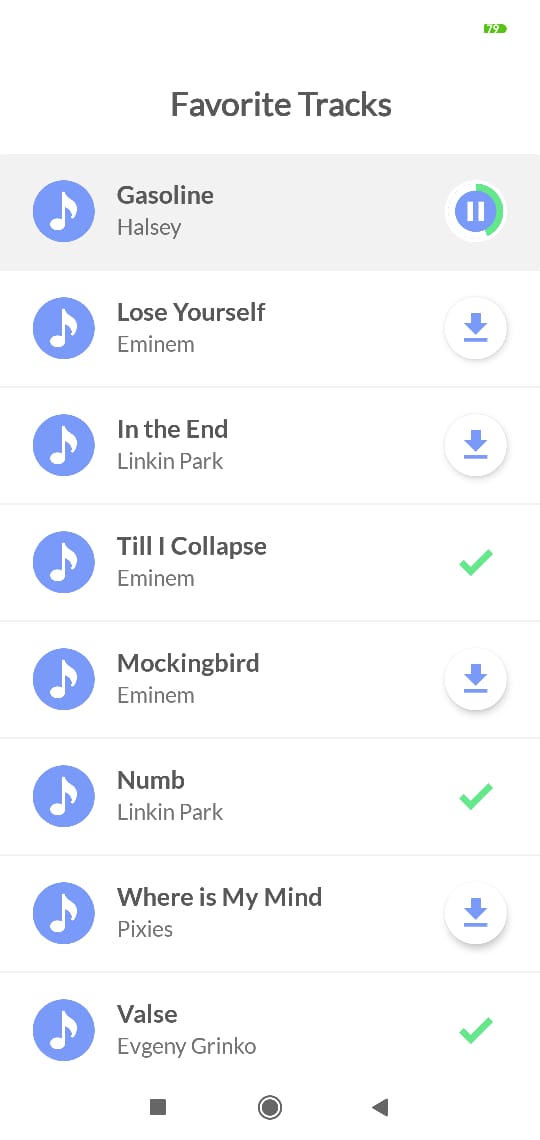 79
Favorite Tracks
Gasoline
Halsey
Lose Yourself
Eminem
In the End
Linkin Park
Till I Collapse
Eminem
Mockingbird
Eminem
Numb
Linkin Park
Where is My Mind
Pixies
Valse
Evgeny Grinko